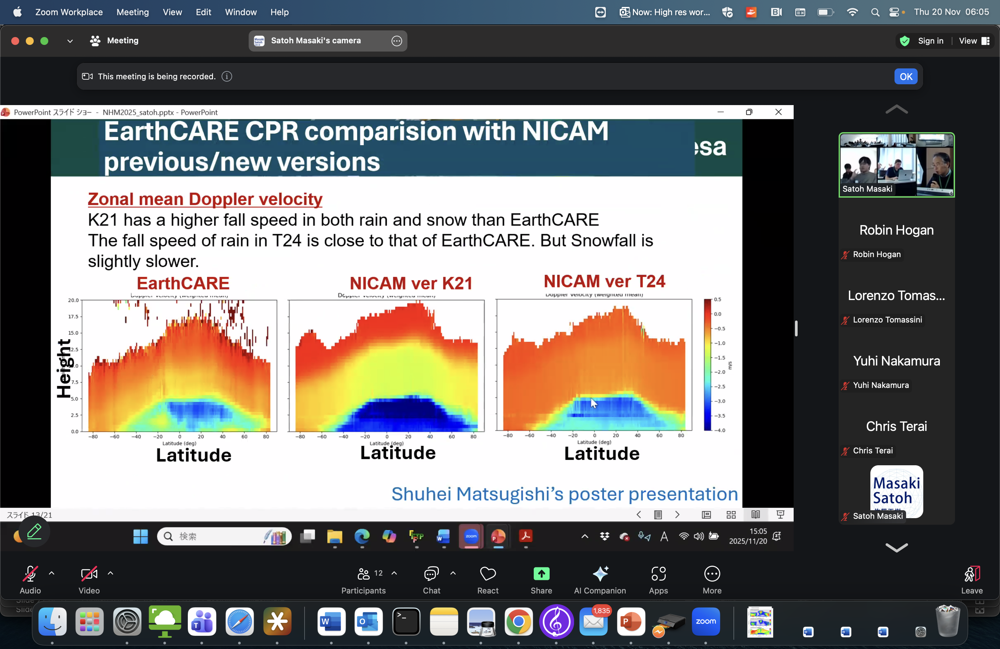 Zoom Workplace Meeting View Edit Window Help
Now: High res wor... Thu 20 Nov 06:05
Meeting
Satoh Masaki's camera
Sign in View
This meeting is being recorded.
OK
PowerPoint スライド ショー - NHM2025_satoh.pptx - PowerPoint
EarthCARE CPR comparision with NICAM
previous/new versions
esa
Zonal mean Doppler velocity
K21 has a higher fall speed in both rain and snow than EarthCARE
The fall speed of rain in T24 is close to that of EarthCARE. But Snowfall is
slightly slower.
EarthCARE
NICAM ver K21
NICAM ver T24
Doppler velocity (weighted mean)
Doppler velocity (weighted mean)
Doppler velocity (weighted mean)
Height
20.0
17.5
15.0
12.5
7.5
5.0
2.5
0.0
−80 −60 −40 −20 0 20 40 60 80
−80 −60 −40 −20 0 20 40 60 80
−80 −60 −40 −20 0 20 40 60 80
0.5
0.0
−0.5
−1.0
−1.5
−2.0
−2.5
−3.0
−3.5
−4.0
m/s
Latitude (deg)
Latitude (deg)
Latitude (deg)
Latitude
Latitude
Latitude
Shuhei Matsugishi’s poster presentation
スライド 13/21
検索
15:05
2025/11/20
Satoh Masaki
Robin Hogan
Robin Hogan
Lorenzo Tomas...
Lorenzo Tomassini
Yuhi Nakamura
Yuhi Nakamura
Chris Terai
Chris Terai
Masaki
Satoh
Satoh Masaki
12
Audio Video Participants Chat React Share AI Companion Apps More Leave
1,835
zoom